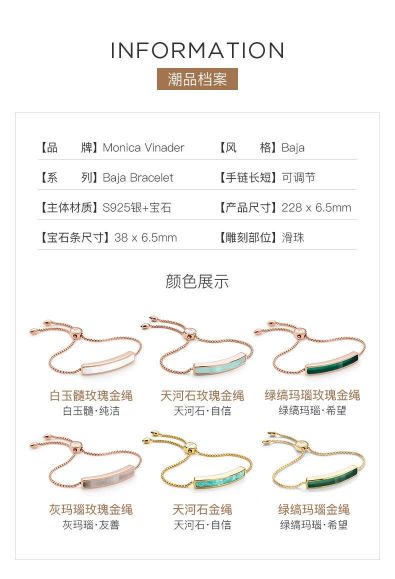 INFORMATION
潮品档案
【品 牌】Monica Vinader 【风 格】Baja
【系 列】Baja Bracelet 【手链长短】可调节
【主体材质】S925银+宝石 【产品尺寸】228 x 6.5mm
【宝石条尺寸】38 x 6.5mm 【雕刻部位】滑珠
颜色展示
白玉髓玫瑰金绳 天河石玫瑰金绳 绿缟玛瑙玫瑰金绳
白玉髓·纯洁 天河石·自信 绿缟玛瑙·希望
灰玛瑙玫瑰金绳 天河石金绳 绿缟玛瑙金绳
灰玛瑙·友善 天河石·自信 绿缟玛瑙·希望